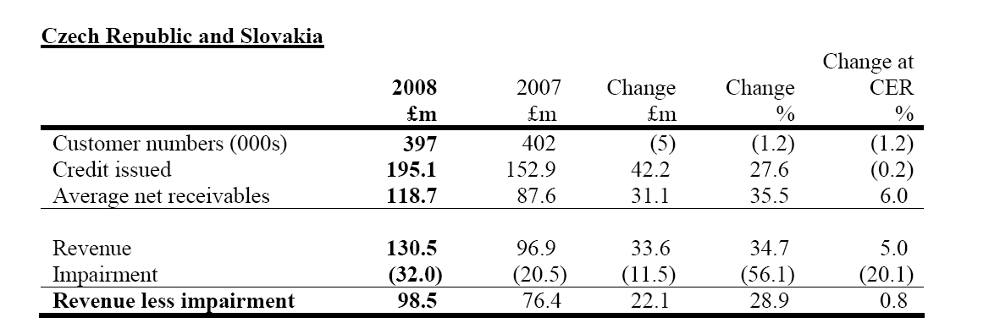 Czech Republic and Slovakia
Change at
2008 2007 Change Change CER
£m £m £m % %
Customer numbers (000s) 397 402 (5) (1.2) (1.2)
Credit issued 195.1 152.9 42.2 27.6 (0.2)
Average net receivables 118.7 87.6 31.1 35.5 6.0
Revenue 130.5 96.9 33.6 34.7 5.0
Impairment (32.0) (20.5) (11.5) (56.1) (20.1)
Revenue less impairment 98.5 76.4 22.1 28.9 0.8